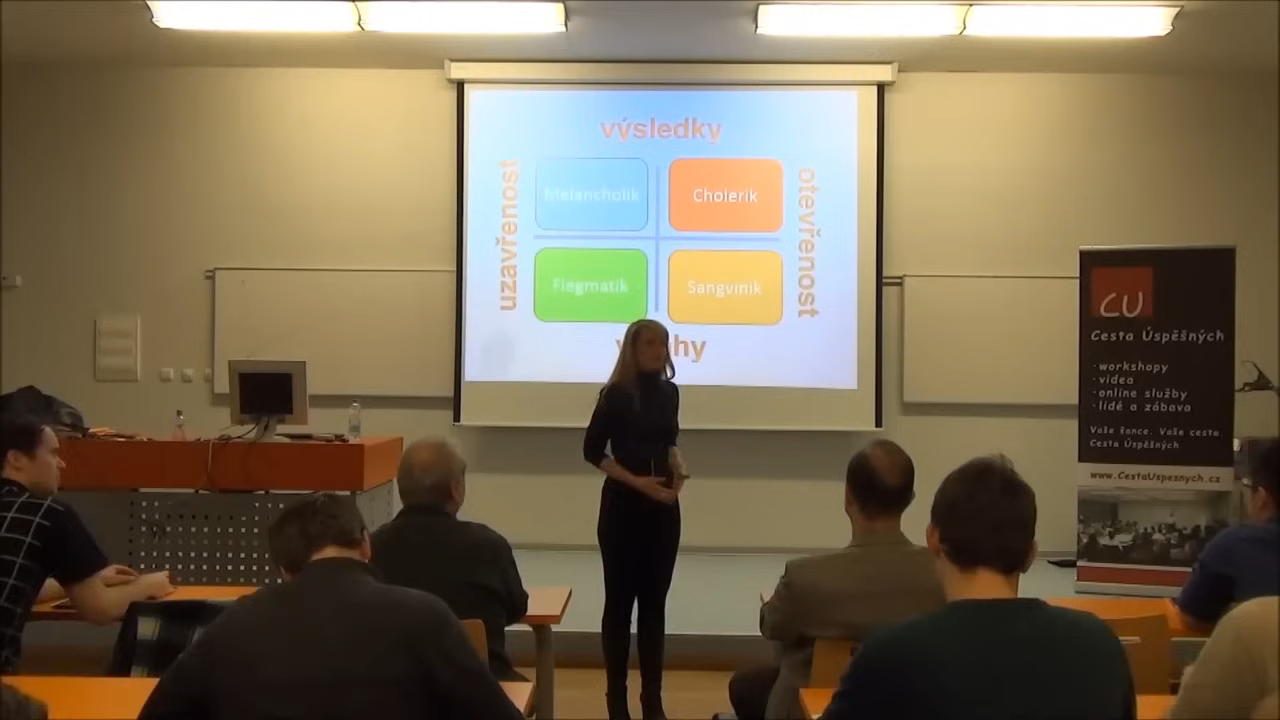 výsledky
uzavřenost
Melancholik
Cholerik
otevřenost
Flegmatik
Sangvinik
CU
Cesta Úspěšných
·workshopy
·videa
·online služby
·lidé a zábava
Vaše šance. Vaše cesta.
Cesta Úspěšných
www.CestaUspesnych.cz